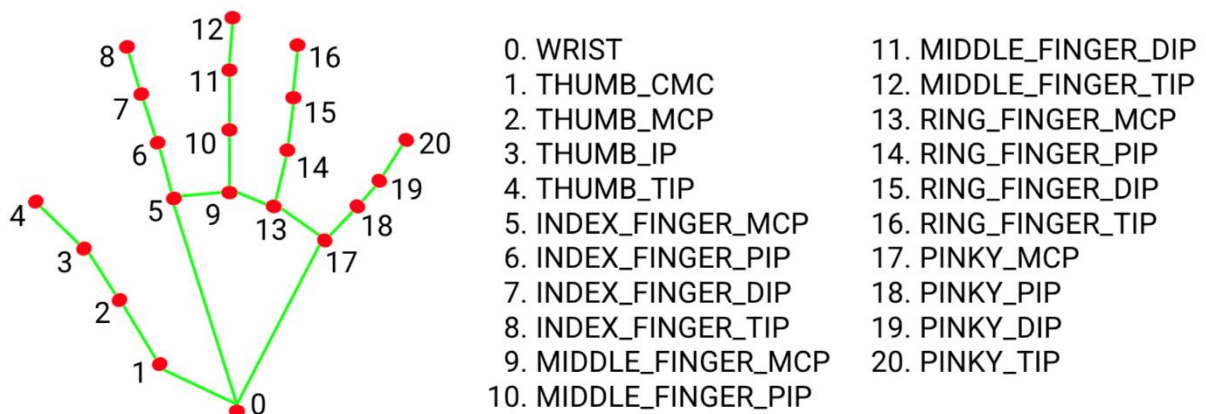 12
8
16
11
7
15
6
10
20
14
4
19
5
9
18
13
3
17
2
1
0
0. WRIST
1. THUMB_CMC
2. THUMB_MCP
3. THUMB_IP
4. THUMB_TIP
5. INDEX_FINGER_MCP
6. INDEX_FINGER_PIP
7. INDEX_FINGER_DIP
8. INDEX_FINGER_TIP
9. MIDDLE_FINGER_MCP
10. MIDDLE_FINGER_PIP
11. MIDDLE_FINGER_DIP
12. MIDDLE_FINGER_TIP
13. RING_FINGER_MCP
14. RING_FINGER_PIP
15. RING_FINGER_DIP
16. RING_FINGER_TIP
17. PINKY_MCP
18. PINKY_PIP
19. PINKY_DIP
20. PINKY_TIP